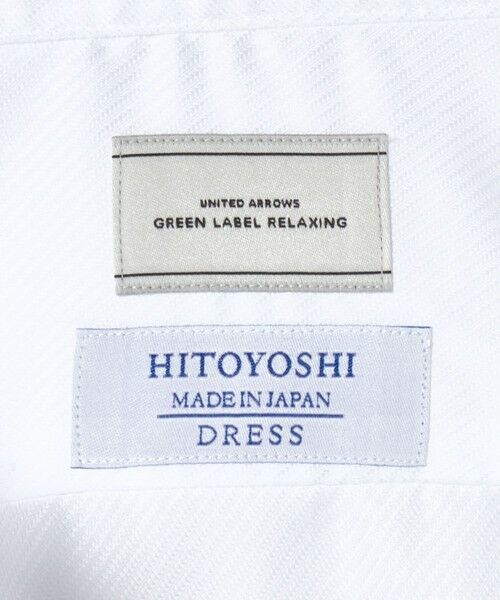 UNITED ARROWS
GREEN LABEL RELAXING
HITOYOSHI
MADE IN JAPAN
DRESS